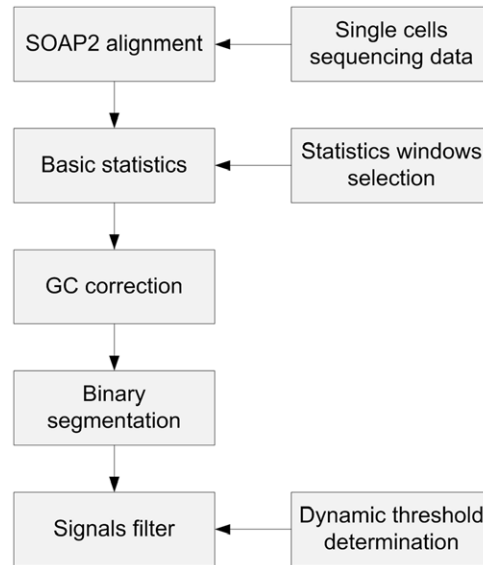 SOAP2 alignment
Single cells
sequencing data
Basic statistics
Statistics windows
selection
GC correction
Binary
segmentation
Signals filter
Dynamic threshold
determination